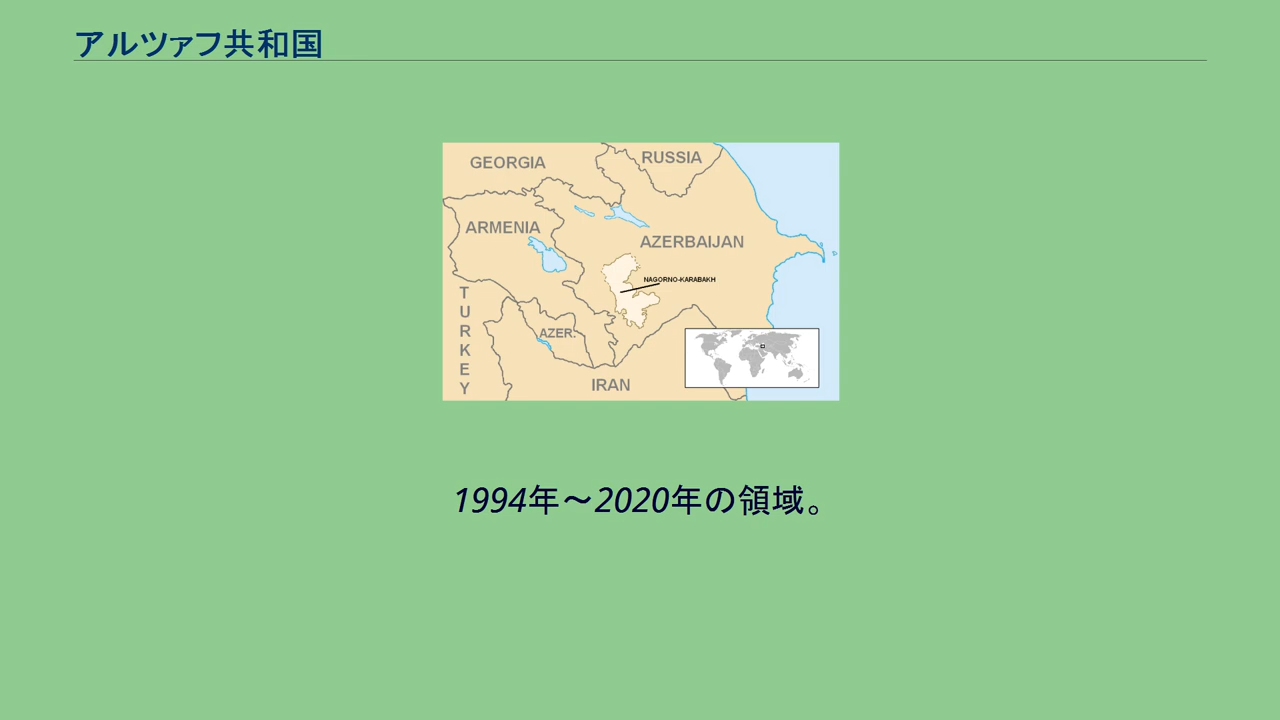 アルツァフ共和国
GEORGIA
RUSSIA
ARMENIA
AZERBAIJAN
NAGORNO-KARABAKH
TURKEY
AZER.
IRAN
1994年〜2020年の領域。